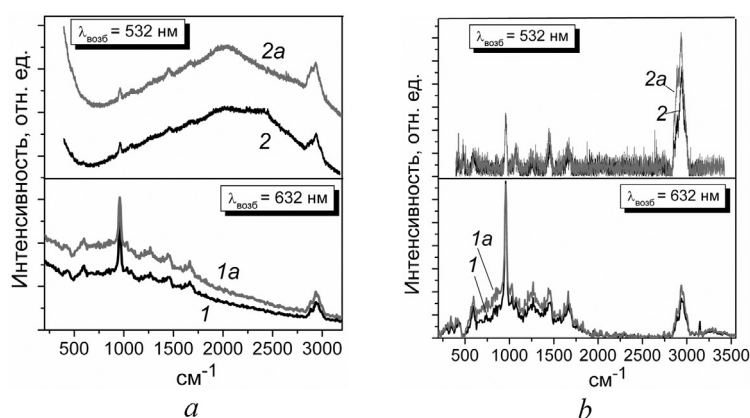 λвозб = 532 нм
2a
2
Интенсивность, отн. ед.
λвозб = 632 нм
1a
1
500 1000 1500 2000 2500 3000
см-1
a
λвозб = 532 нм
2a
2
Интенсивность, отн. ед.
λвозб = 632 нм
1a
1
500 1000 1500 2000 2500 3000 3500
см-1
b